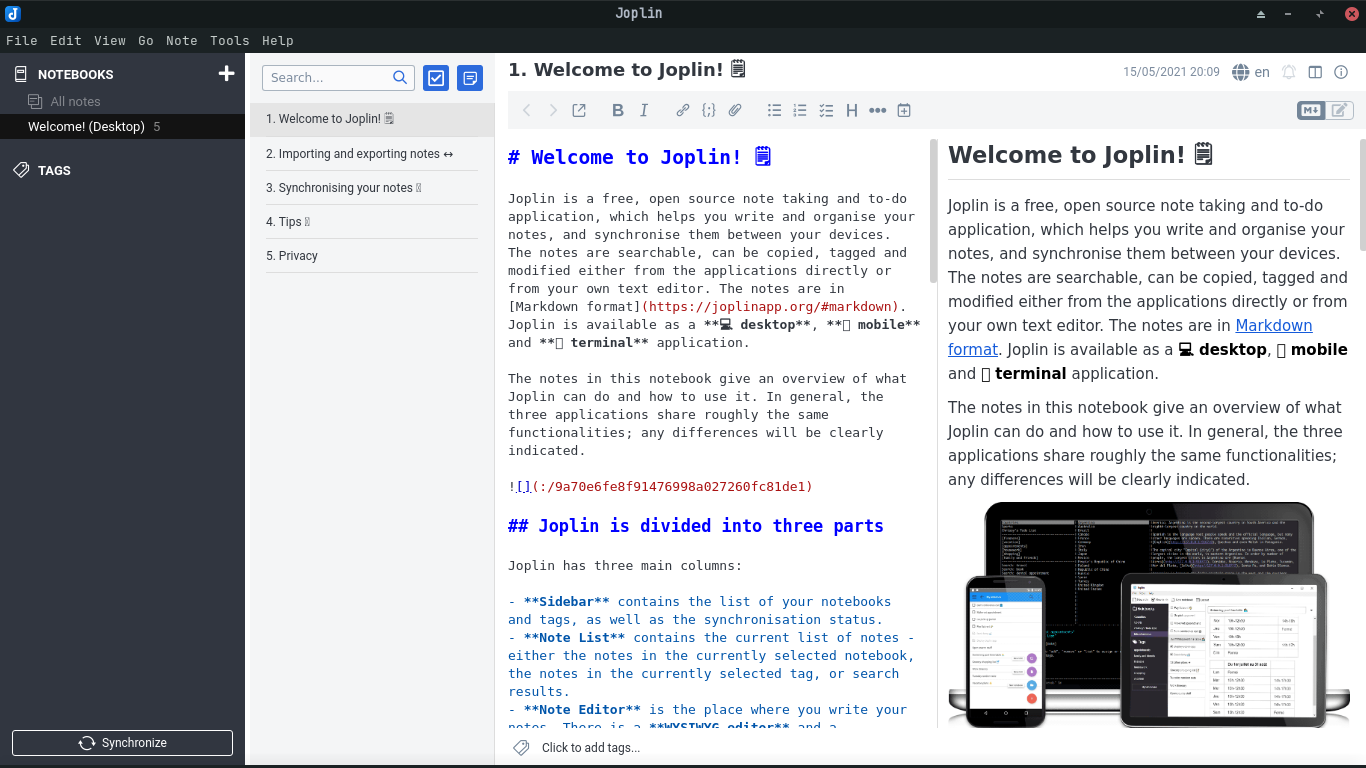 Joplin
File Edit View Go Note Tools Help
NOTEBOOKS
All notes
Welcome! (Desktop) 5
TAGS
Synchronize
Search...
1. Welcome to Joplin! 🗒
2. Importing and exporting notes ↔
3. Synchronising your notes
4. Tips
5. Privacy
1. Welcome to Joplin! 🗒
15/05/2021 20:09
en
B I H
M
# Welcome to Joplin! 🗒
Joplin is a free, open source note taking and to-do
application, which helps you write and organise your
notes, and synchronise them between your devices.
The notes are searchable, can be copied, tagged and
modified either from the applications directly or
from your own text editor. The notes are in
[Markdown format](https://joplinapp.org/#markdown).
Joplin is available as a **💻 desktop**, ** mobile**
and ** terminal** application.
The notes in this notebook give an overview of what
Joplin can do and how to use it. In general, the
three applications share roughly the same
functionalities; any differences will be clearly
indicated.
![](:/9a70e6fe8f91476998a027260fc81de1)
## Joplin is divided into three parts
Joplin has three main columns:
- **Sidebar** contains the list of your notebooks
and tags, as well as the synchronisation status.
- **Note List** contains the current list of notes -
either the notes in the currently selected notebook,
the notes in the currently selected tag, or search
results.
- **Note Editor** is the place where you write your
There is a **WYSIWYG editor** and a
Welcome to Joplin! 🗒
Joplin is a free, open source note taking and to-do
application, which helps you write and organise your
notes, and synchronise them between your devices.
The notes are searchable, can be copied, tagged and
modified either from the applications directly or from
your own text editor. The notes are in Markdown
format. Joplin is available as a 💻 desktop, mobile
and terminal application.
The notes in this notebook give an overview of what
Joplin can do and how to use it. In general, the three
applications share roughly the same functionalities;
any differences will be clearly indicated.
Click to add tags...